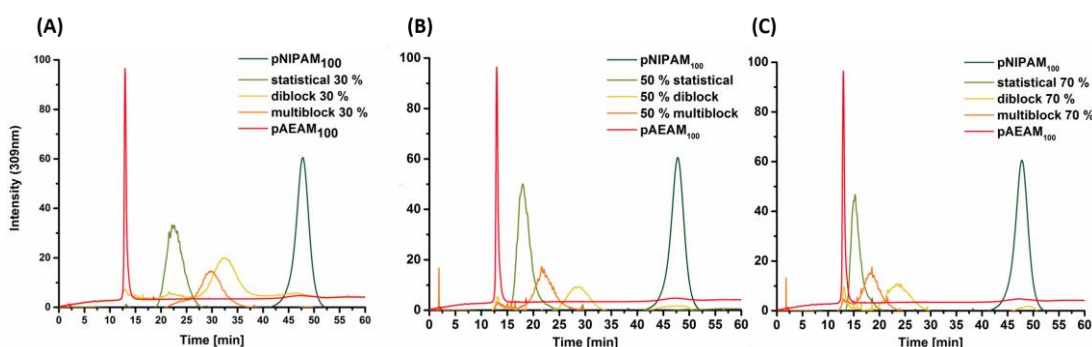 (A)
pNIPAM₁₀₀
statistical 30 %
diblock 30 %
multiblock 30 %
pAEAM₁₀₀
100
80
60
40
20
0
Intensity (309nm)
0 5 10 15 20 25 30 35 40 45 50 55 60
Time [min]
(B)
pNIPAM₁₀₀
50 % statistical
50 % diblock
50 % multiblock
pAEAM₁₀₀
100
80
60
40
20
0
0 5 10 15 20 25 30 35 40 45 50 55 60
Time [min]
(C)
pNIPAM₁₀₀
statistical 70 %
diblock 70 %
multiblock 70 %
pAEAM₁₀₀
100
80
60
40
20
0
0 5 10 15 20 25 30 35 40 45 50 55 60
Time [min]